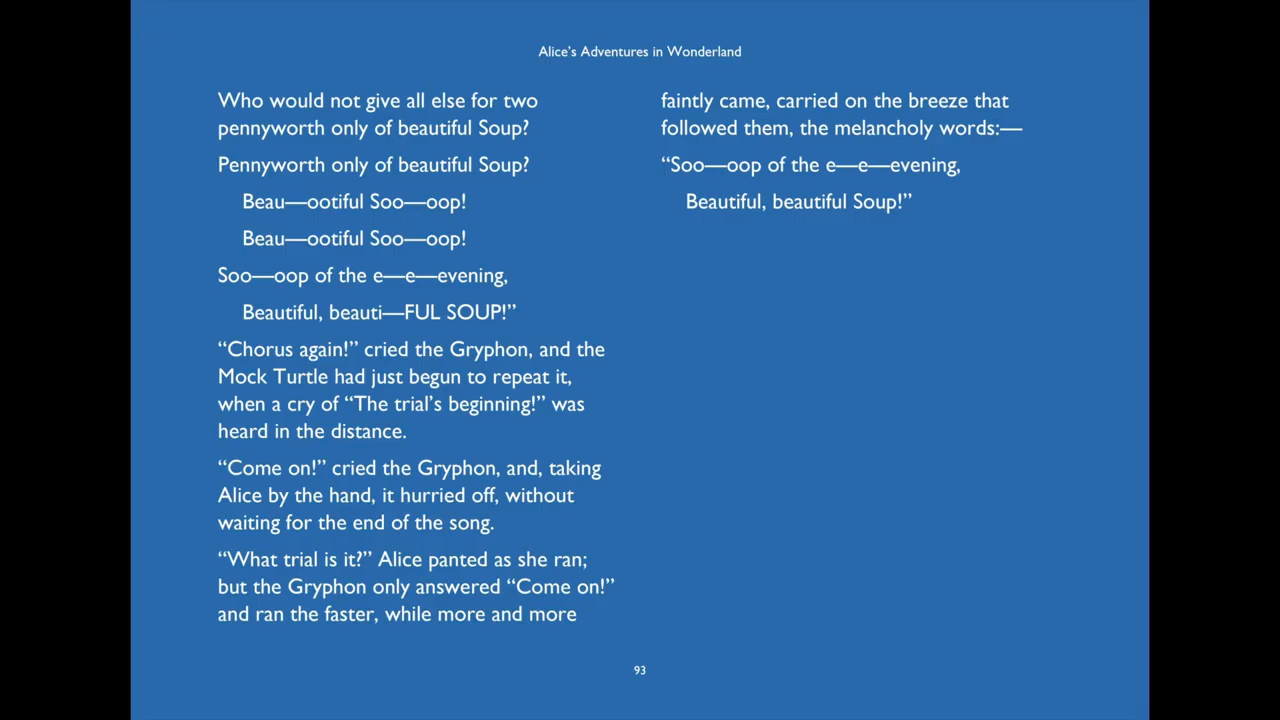 Alice’s Adventures in Wonderland
Who would not give all else for two
pennyworth only of beautiful Soup?
Pennyworth only of beautiful Soup?
Beau—ootiful Soo—oop!
Beau—ootiful Soo—oop!
Soo—oop of the e—e—evening,
Beautiful, beauti—FUL SOUP!”
“Chorus again!” cried the Gryphon, and the
Mock Turtle had just begun to repeat it,
when a cry of “The trial’s beginning!” was
heard in the distance.
“Come on!” cried the Gryphon, and, taking
Alice by the hand, it hurried off, without
waiting for the end of the song.
“What trial is it?” Alice panted as she ran;
but the Gryphon only answered “Come on!”
and ran the faster, while more and more
faintly came, carried on the breeze that
followed them, the melancholy words:—
“Soo—oop of the e—e—evening,
Beautiful, beautiful Soup!”
93